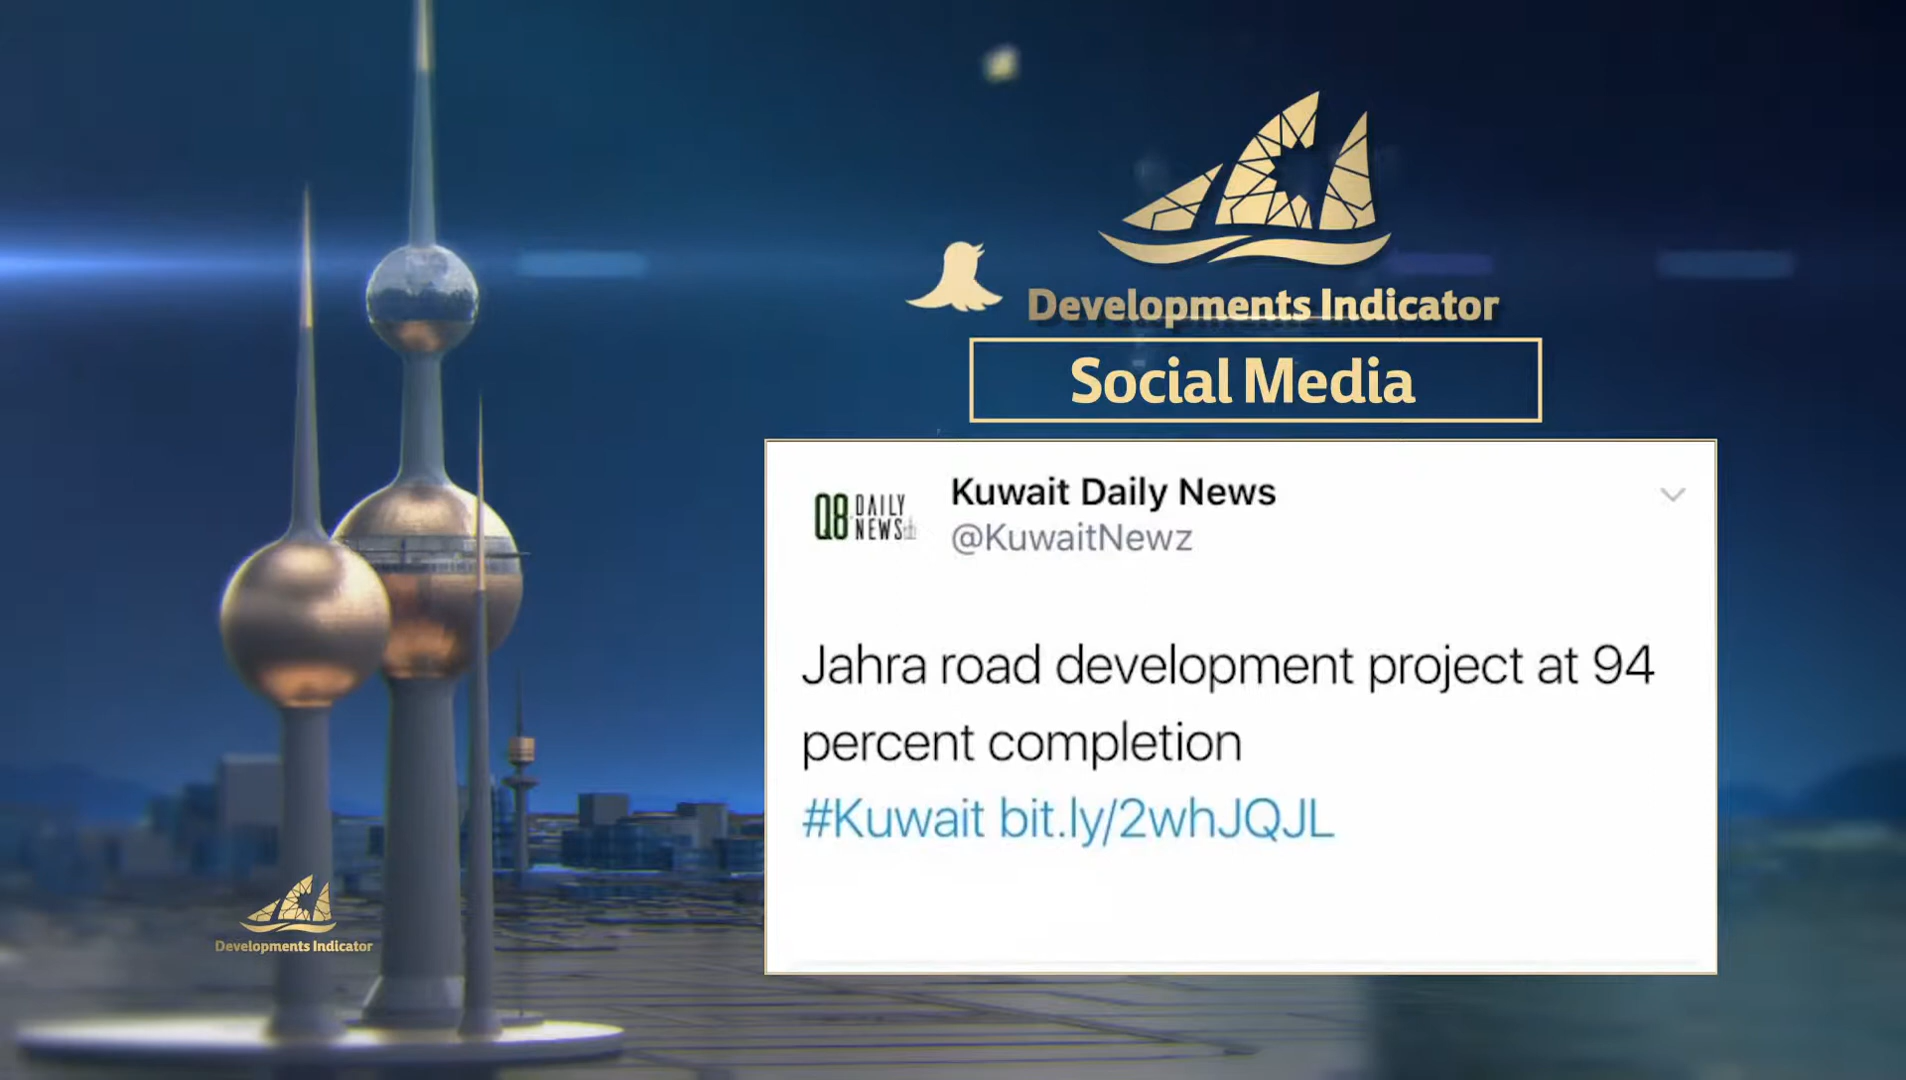 Developments Indicator
Social Media
Q8 DAILY NEWS
Kuwait Daily News
@KuwaitNewz
Jahra road development project at 94
percent completion
#Kuwait bit.ly/2whJQJL
Developments Indicator